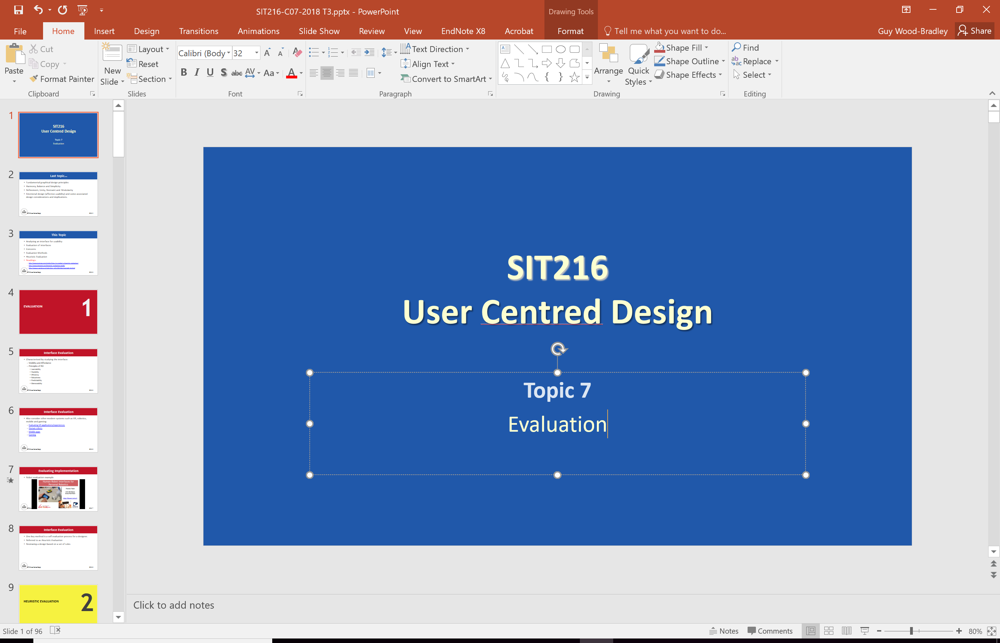 SIT216-C07-2018 T3.pptx - PowerPoint
Drawing Tools
File Home Insert Design Transitions Animations Slide Show Review View EndNote X8 Acrobat Format Tell me what you want to do... Guy Wood-Bradley Share
Paste
Cut
Copy
Format Painter
Clipboard
New Slide
Layout
Reset
Section
Slides
Calibri (Body 32
B I U S abc AV Aa A
Font
Text Direction
Align Text
Convert to SmartArt
Paragraph
Arrange
Quick Styles
Shape Fill
Shape Outline
Shape Effects
Drawing
Find
Replace
Select
Editing
1
SIT216
User Centred Design
Topic 7
Evaluation
2
Last topic...
• Fundamental graphical design principles
• Harmony, Balance and Simplicity
• Refinement, Unity, Restraint and Modularity
• Emotional design (affective usability) and some associated
design considerations and implications.
3
This Topic
• Analysing an interface for usability
• Evaluation of interfaces
• Concerns
• Evaluation Methods
• Heuristic Evaluation
• Readings:
4
EVALUATION
1
5
Interface Evaluation
• Characterised by studying the interface:
– Visibility and Affordance
– Principles of HCI
• Learnability
• Flexibility
• Efficiency
• Robustness
• Predictability
• Memorability
6
Interface Evaluation
• Also consider other modern systems such as VR, robotics,
mobile and gaming:
– Evaluating VR applications/experiences
– Human-robots
– Mobile apps
– Gaming
7
Evaluating Implementation
• Robot evaluation example
Human-Robot Interfaces for
Personal Robotics
8
Interface Evaluation
• One key method is a self evaluation process for a designer
• Referred to as Heuristic Evaluation
• Reviewing a design based on a set of rules
9
HEURISTIC EVALUATION
2
SIT216
User Centred Design
Topic 7
Evaluation
Click to add notes
Slide 1 of 96
Notes
Comments
80%